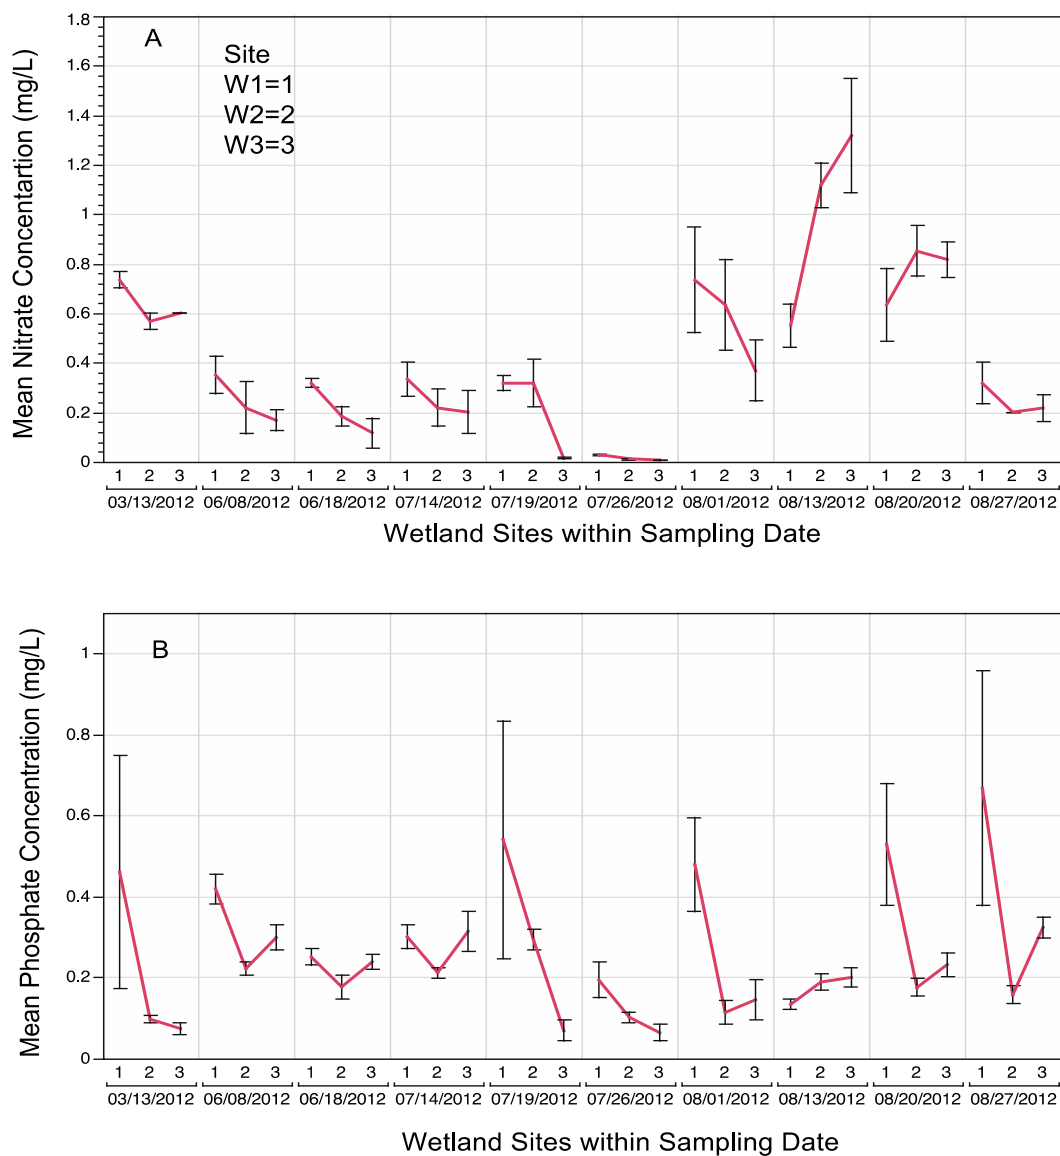 1.8
A
Site
W1=1
W2=2
W3=3
1.6
1.4
1.2
1
0.8
0.6
0.4
0.2
0
Mean Nitrate Concentartion (mg/L)
1 2 3 1 2 3 1 2 3 1 2 3 1 2 3 1 2 3 1 2 3 1 2 3 1 2 3 1 2 3
03/13/2012 06/08/2012 06/18/2012 07/14/2012 07/19/2012 07/26/2012 08/01/2012 08/13/2012 08/20/2012 08/27/2012
Wetland Sites within Sampling Date
B
1
0.8
0.6
0.4
0.2
0
Mean Phosphate Concentration (mg/L)
1 2 3 1 2 3 1 2 3 1 2 3 1 2 3 1 2 3 1 2 3 1 2 3 1 2 3 1 2 3
03/13/2012 06/08/2012 06/18/2012 07/14/2012 07/19/2012 07/26/2012 08/01/2012 08/13/2012 08/20/2012 08/27/2012
Wetland Sites within Sampling Date